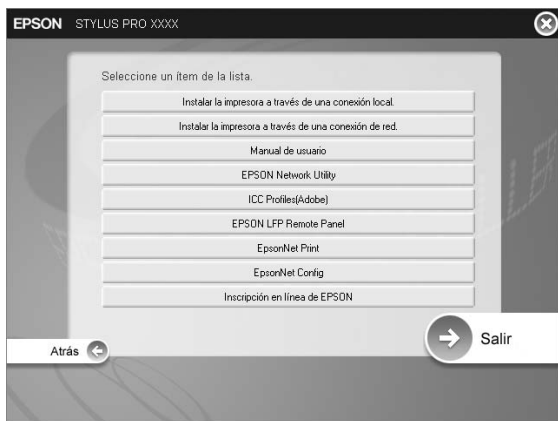 EPSON STYLUS PRO XXXX
Seleccione un ítem de la lista.
Instalar la impresora a través de una conexión local.
Instalar la impresora a través de una conexión de red.
Manual de usuario
EPSON Network Utility
ICC Profiles(Adobe)
EPSON LFP Remote Panel
EpsonNet Print
EpsonNet Config
Inscripción en línea de EPSON
Atrás
Salir